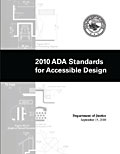 2010 ADA Standards
for Accessible Design
Department of Justice
September 15, 2010